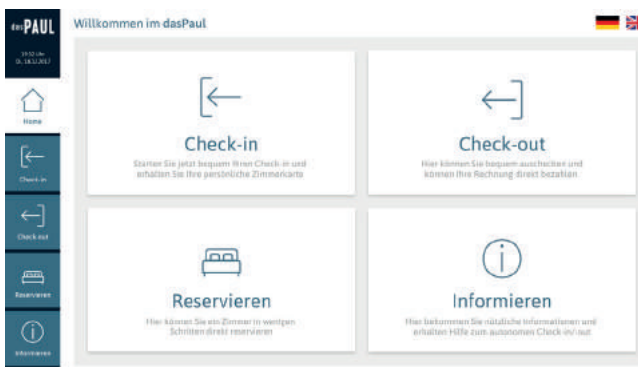 dasPAUL
Willkommen im dasPaul
Home
Check-in
Check-out
Reservieren
Informieren
Check-in
Starten Sie jetzt bequem Ihren Check-in und
erhalten Sie Ihre persönliche Zimmerkarte
Check-out
Hier können Sie bequem auschecken und
können Ihre Rechnung direkt bezahlen
Reservieren
Hier können Sie ein Zimmer in wenigen
Schritten direkt reservieren
Informieren
Hier bekommen Sie nützliche Informationen und
erhalten Hilfe zum autonomen Check-in/-out